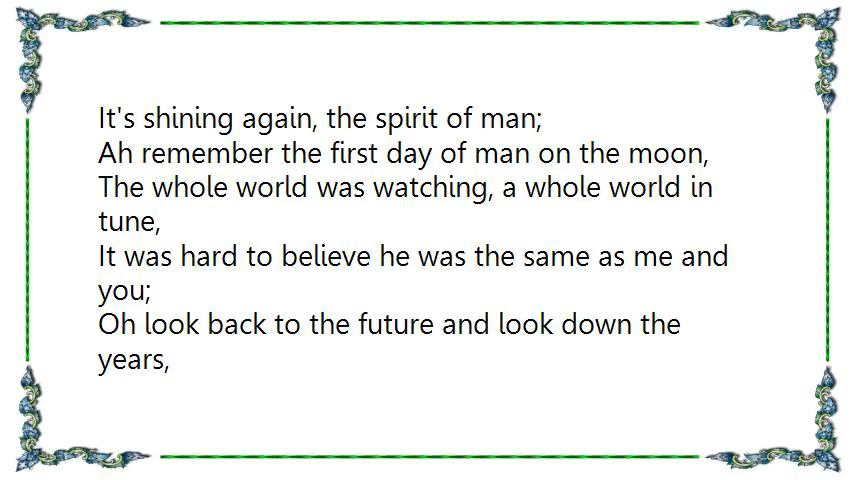 It's shining again, the spirit of man;
Ah remember the first day of man on the moon,
The whole world was watching, a whole world in
tune,
It was hard to believe he was the same as me and
you;
Oh look back to the future and look down the
years,